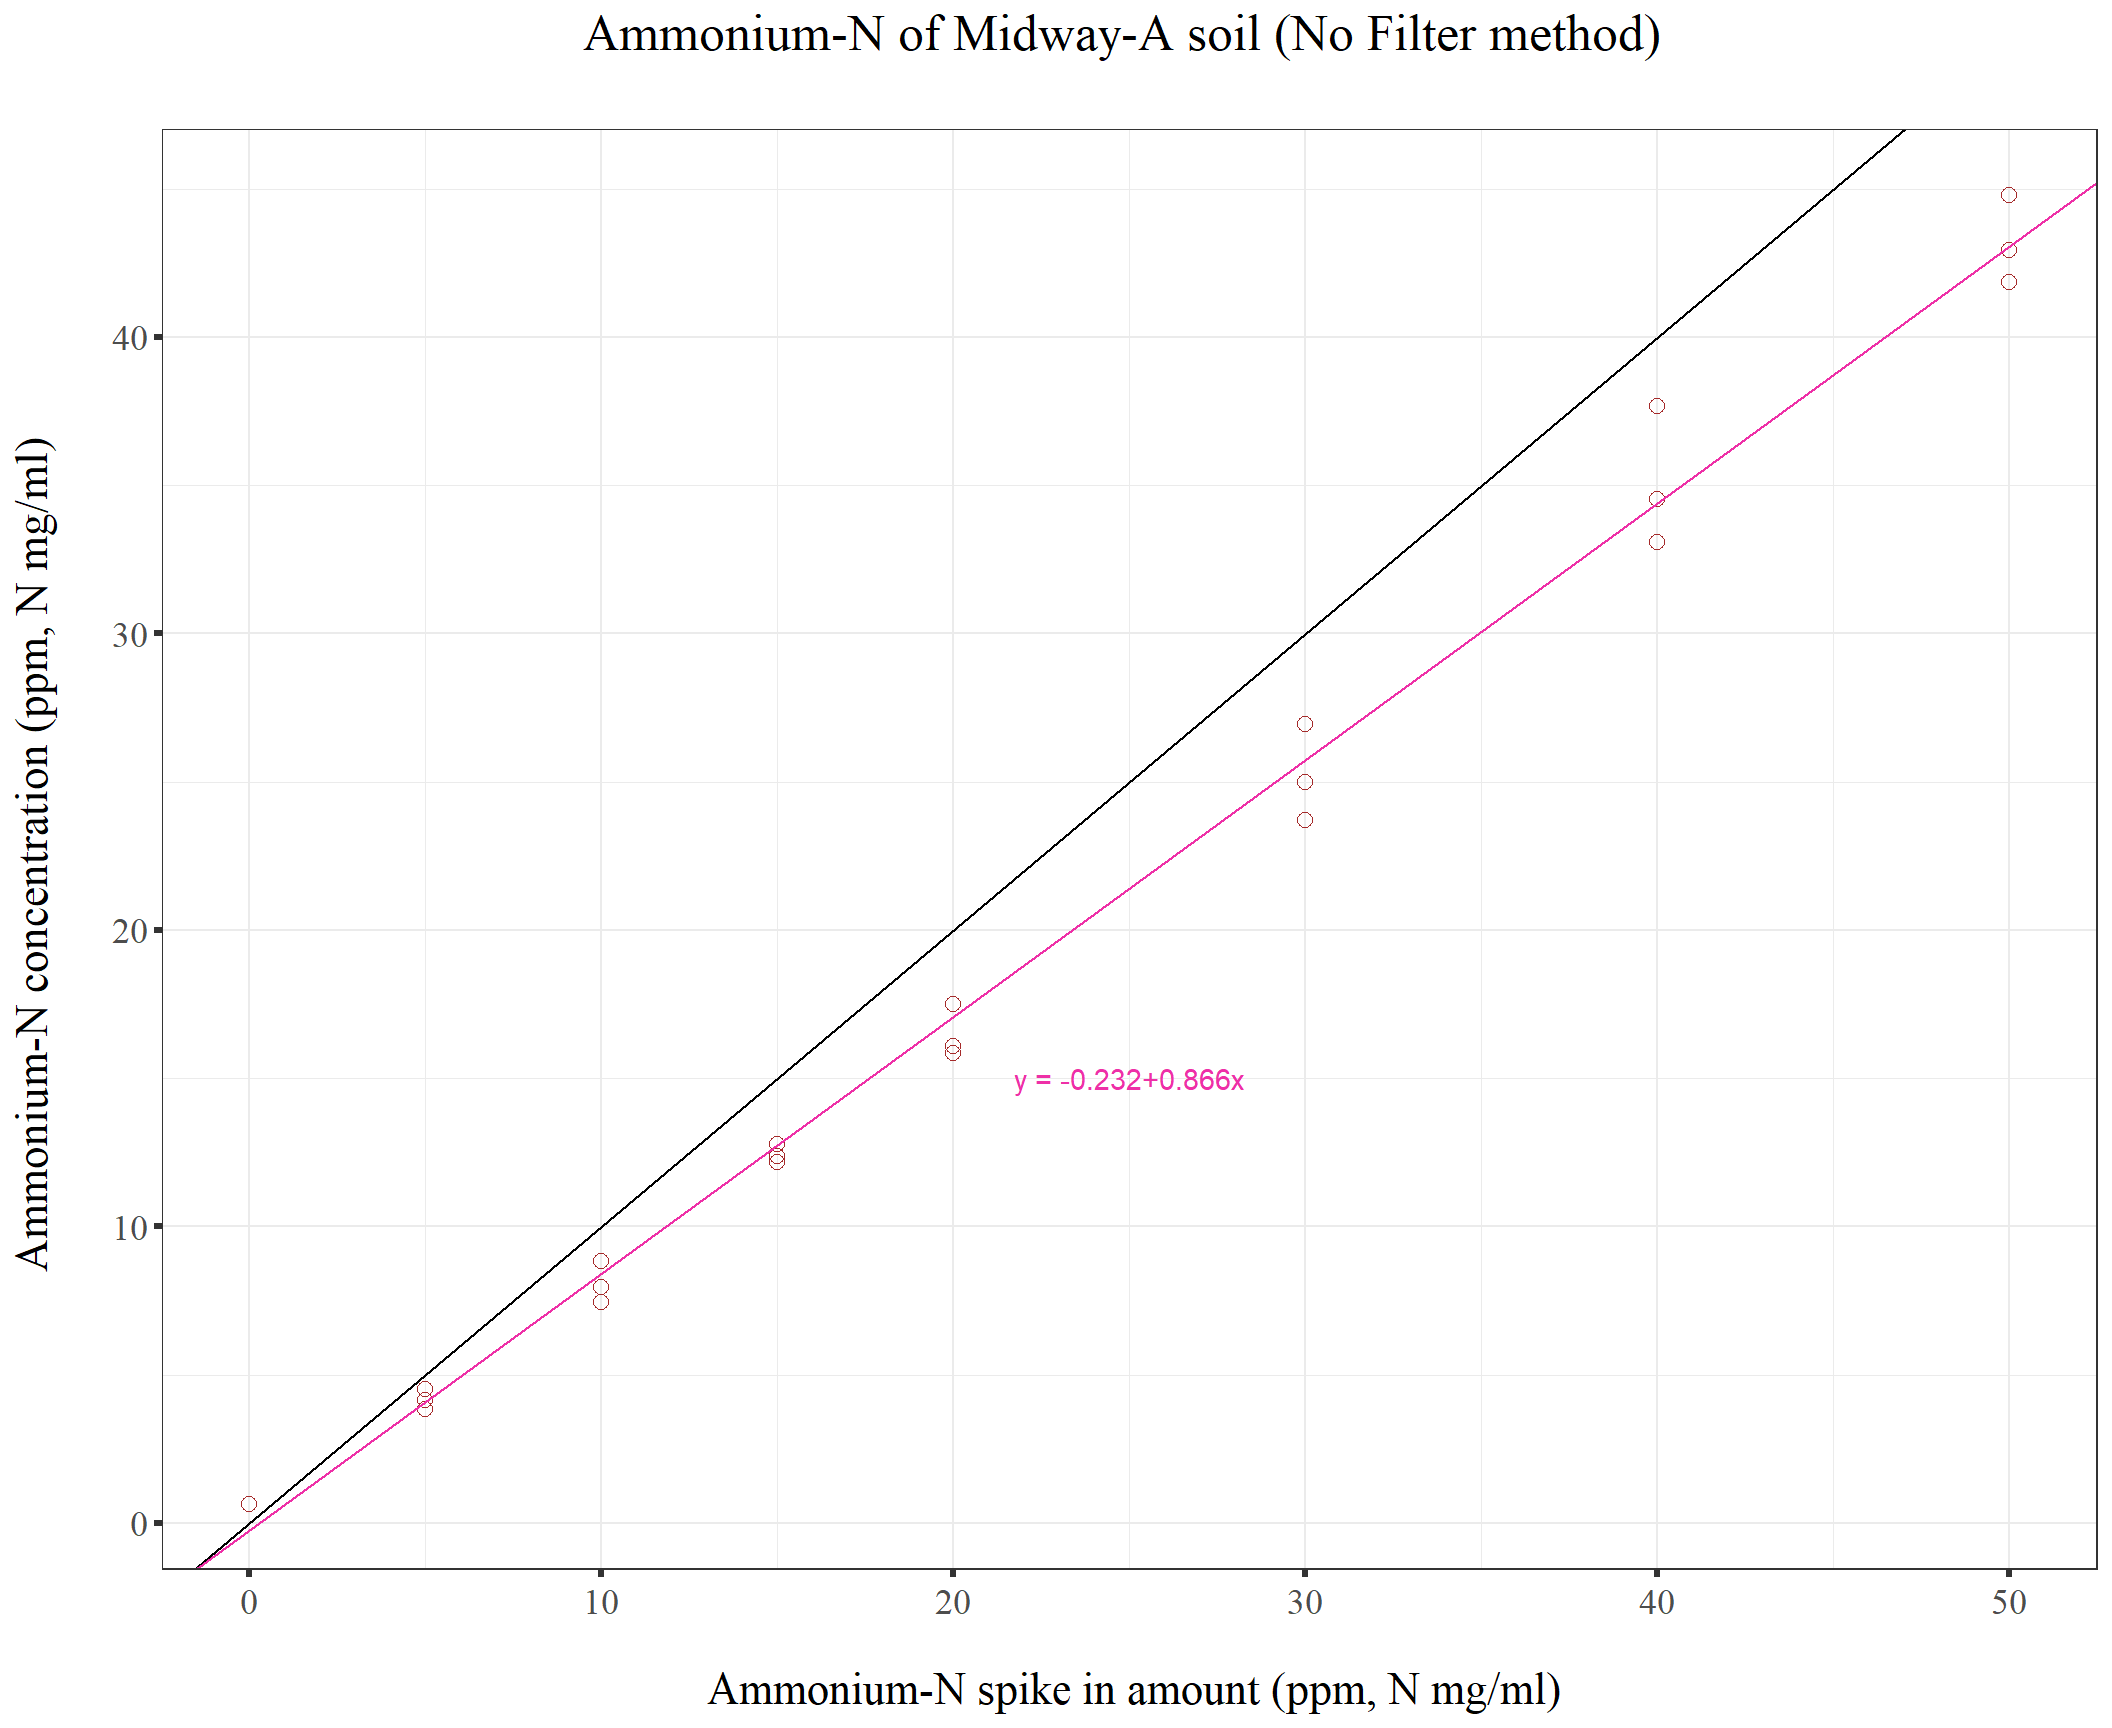 Ammonium-N of Midway-A soil (No Filter method)
Ammonium-N concentration (ppm, N mg/ml)
40
30
20
10
0
y = -0.232+0.866x
0 10 20 30 40 50
Ammonium-N spike in amount (ppm, N mg/ml)